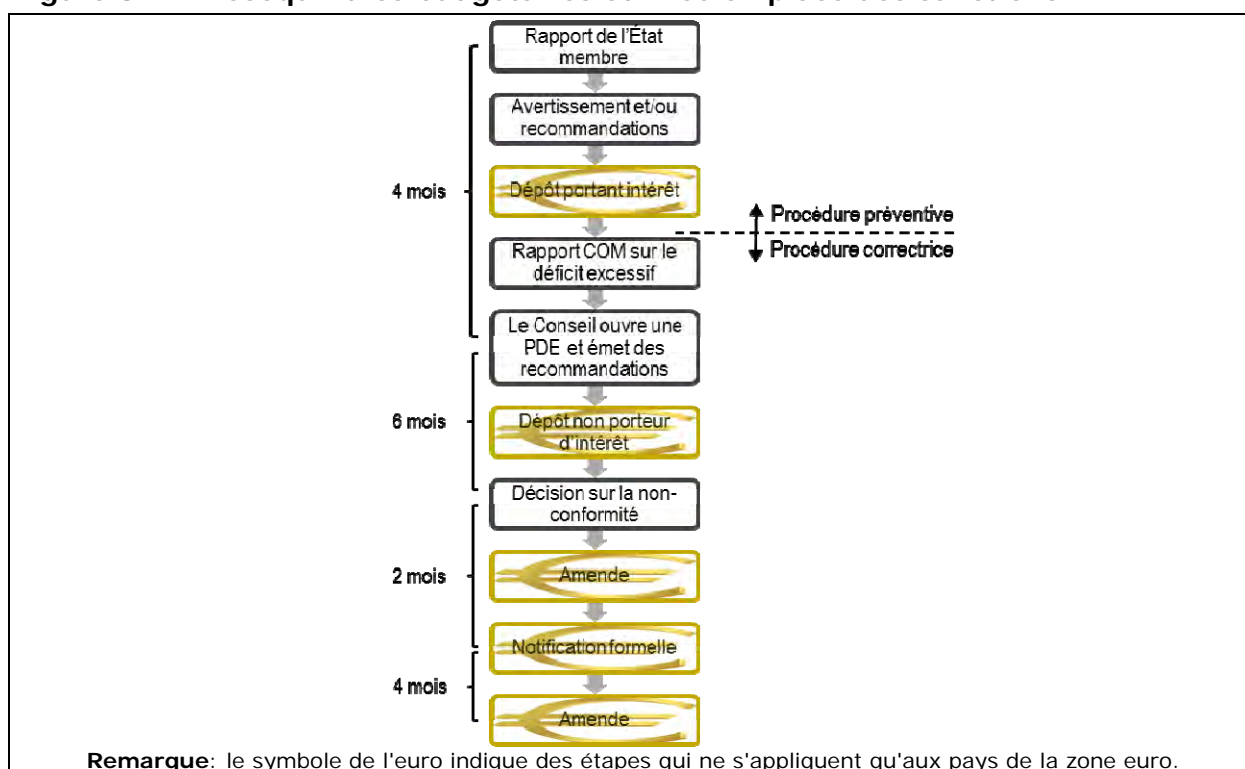 Rapport de l'État
membre
Avertissement et/ou
recommandations
4 mois
Dépôt portant intérêt
Procédure préventive
Procédure correctrice
Rapport COM sur le
déficit excessif
Le Conseil ouvre une
PDE et émet des
recommandations
6 mois
Dépôt non porteur
d'intérêt
Décision sur la non-
conformité
2 mois
Amende
Notification formelle
4 mois
Amende
Remarque: le symbole de l'euro indique des étapes qui ne s'appliquent qu'aux pays de la zone euro.